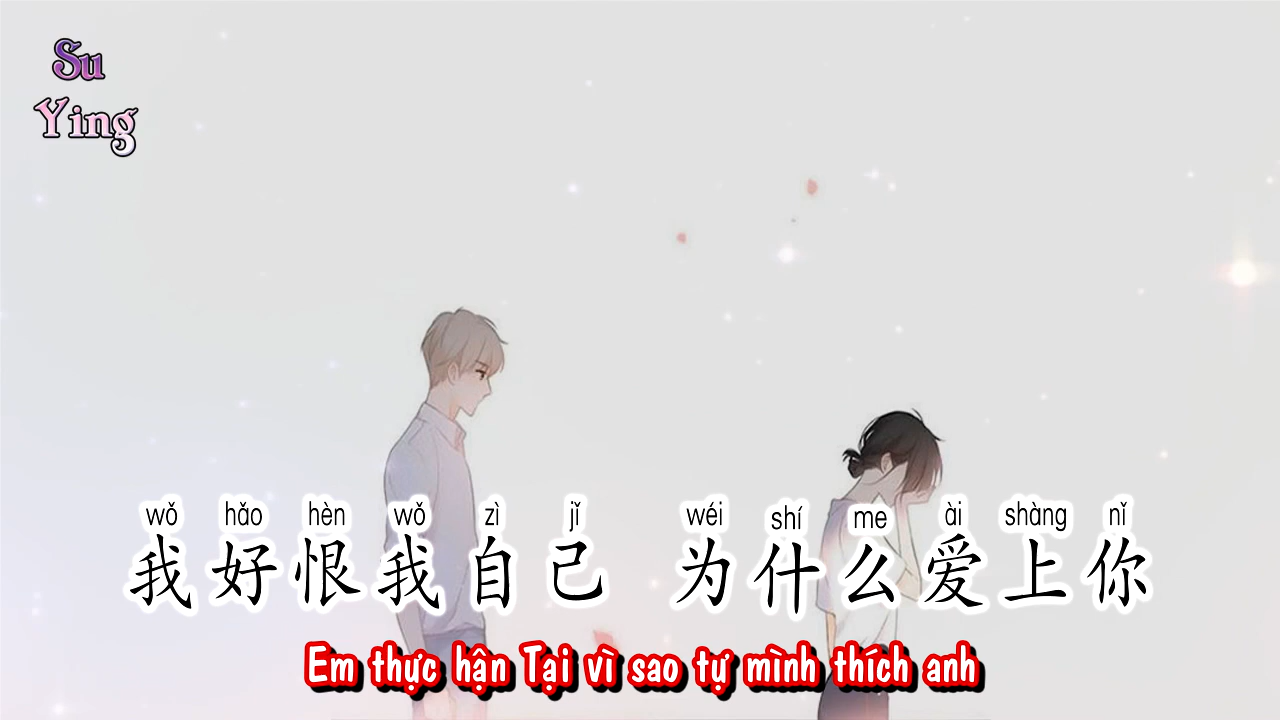 Su
Ying
wǒ hǎo hèn wǒ zì jǐ wéi shí me ài shàng nǐ
我好恨我自己 为什么爱上你
Em thực hận Tại vì sao tự mình thích anh